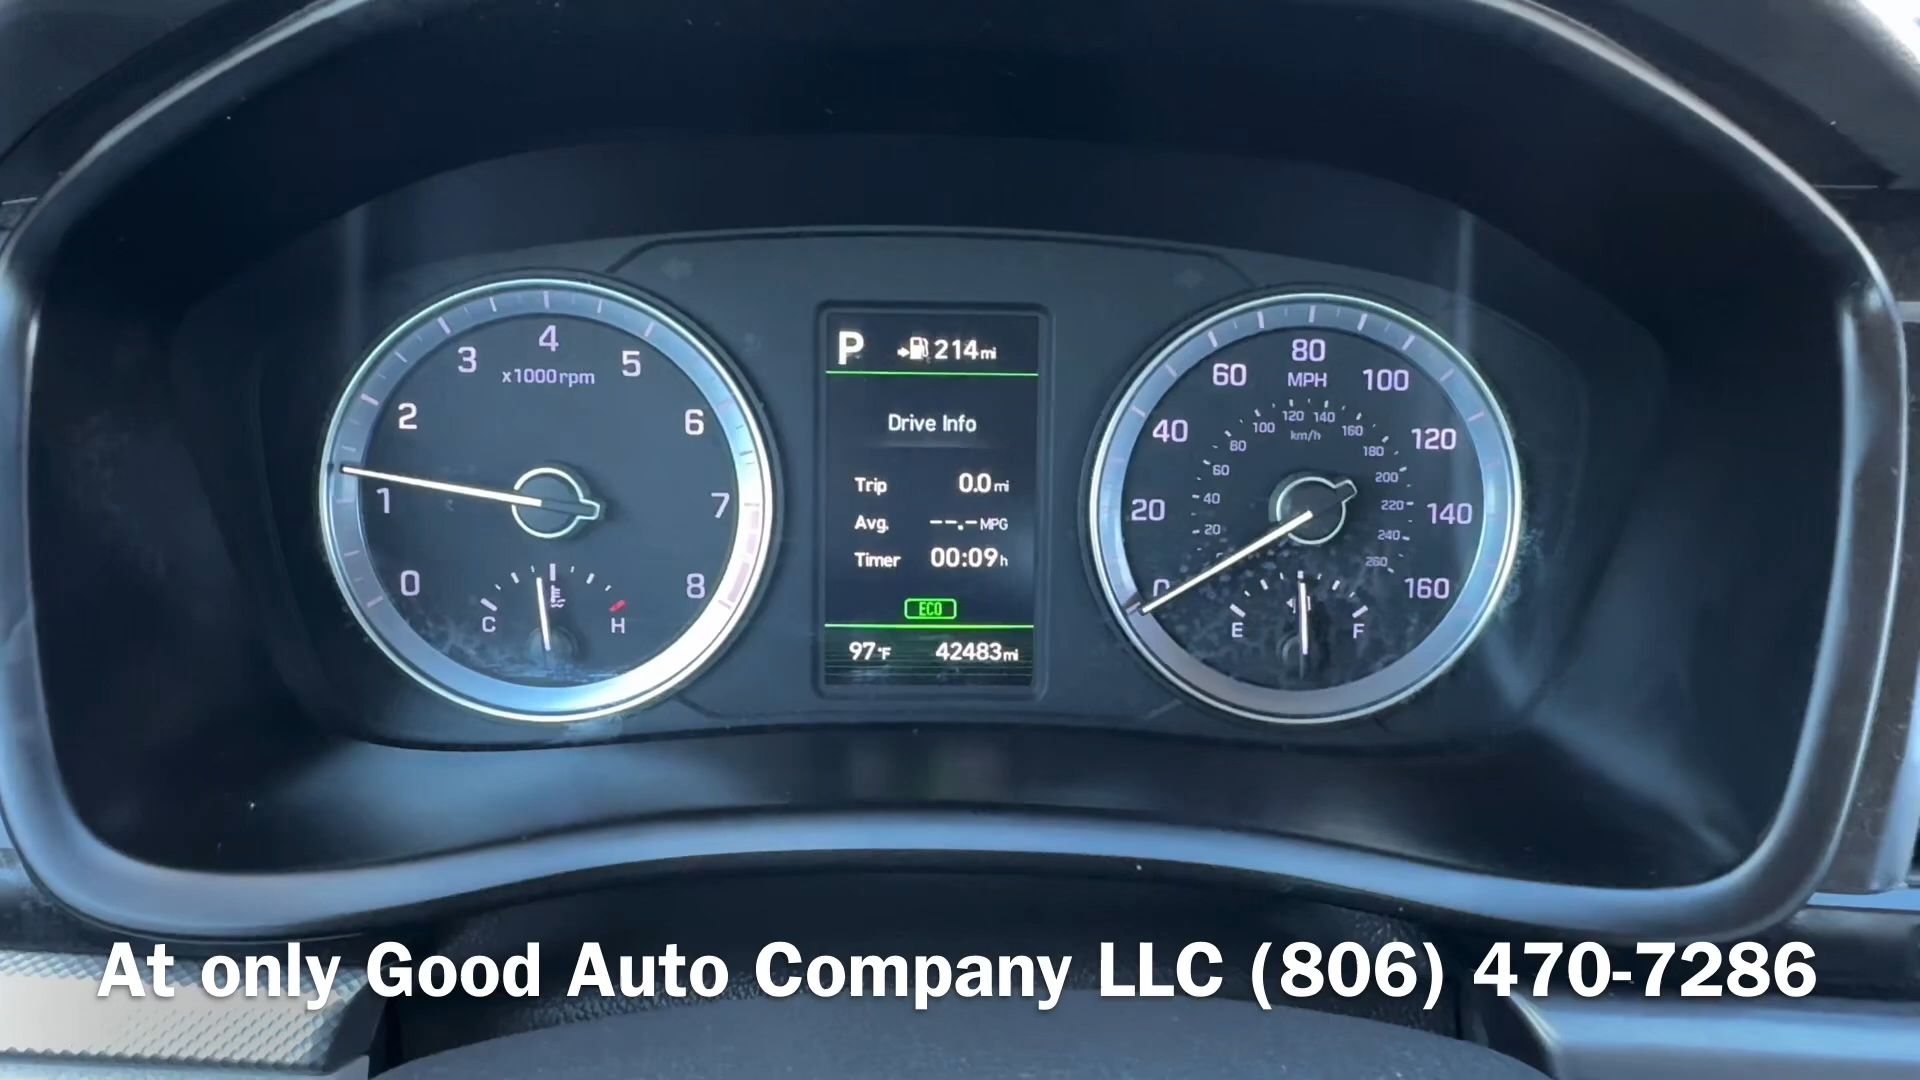 4
3
5
x1000rpm
2
6
1
7
0
8
C
H
P 214mi
Drive Info
Trip 0.0mi
Avg. --.-MPG
Timer 00:09h
ECO
97°F 42483mi
80
60
MPH
100
120 140
100
160
km/h
40
80
180
120
60
200
40
220
20
140
20
240
260
0
160
E
F
At only Good Auto Company LLC (806) 470-7286